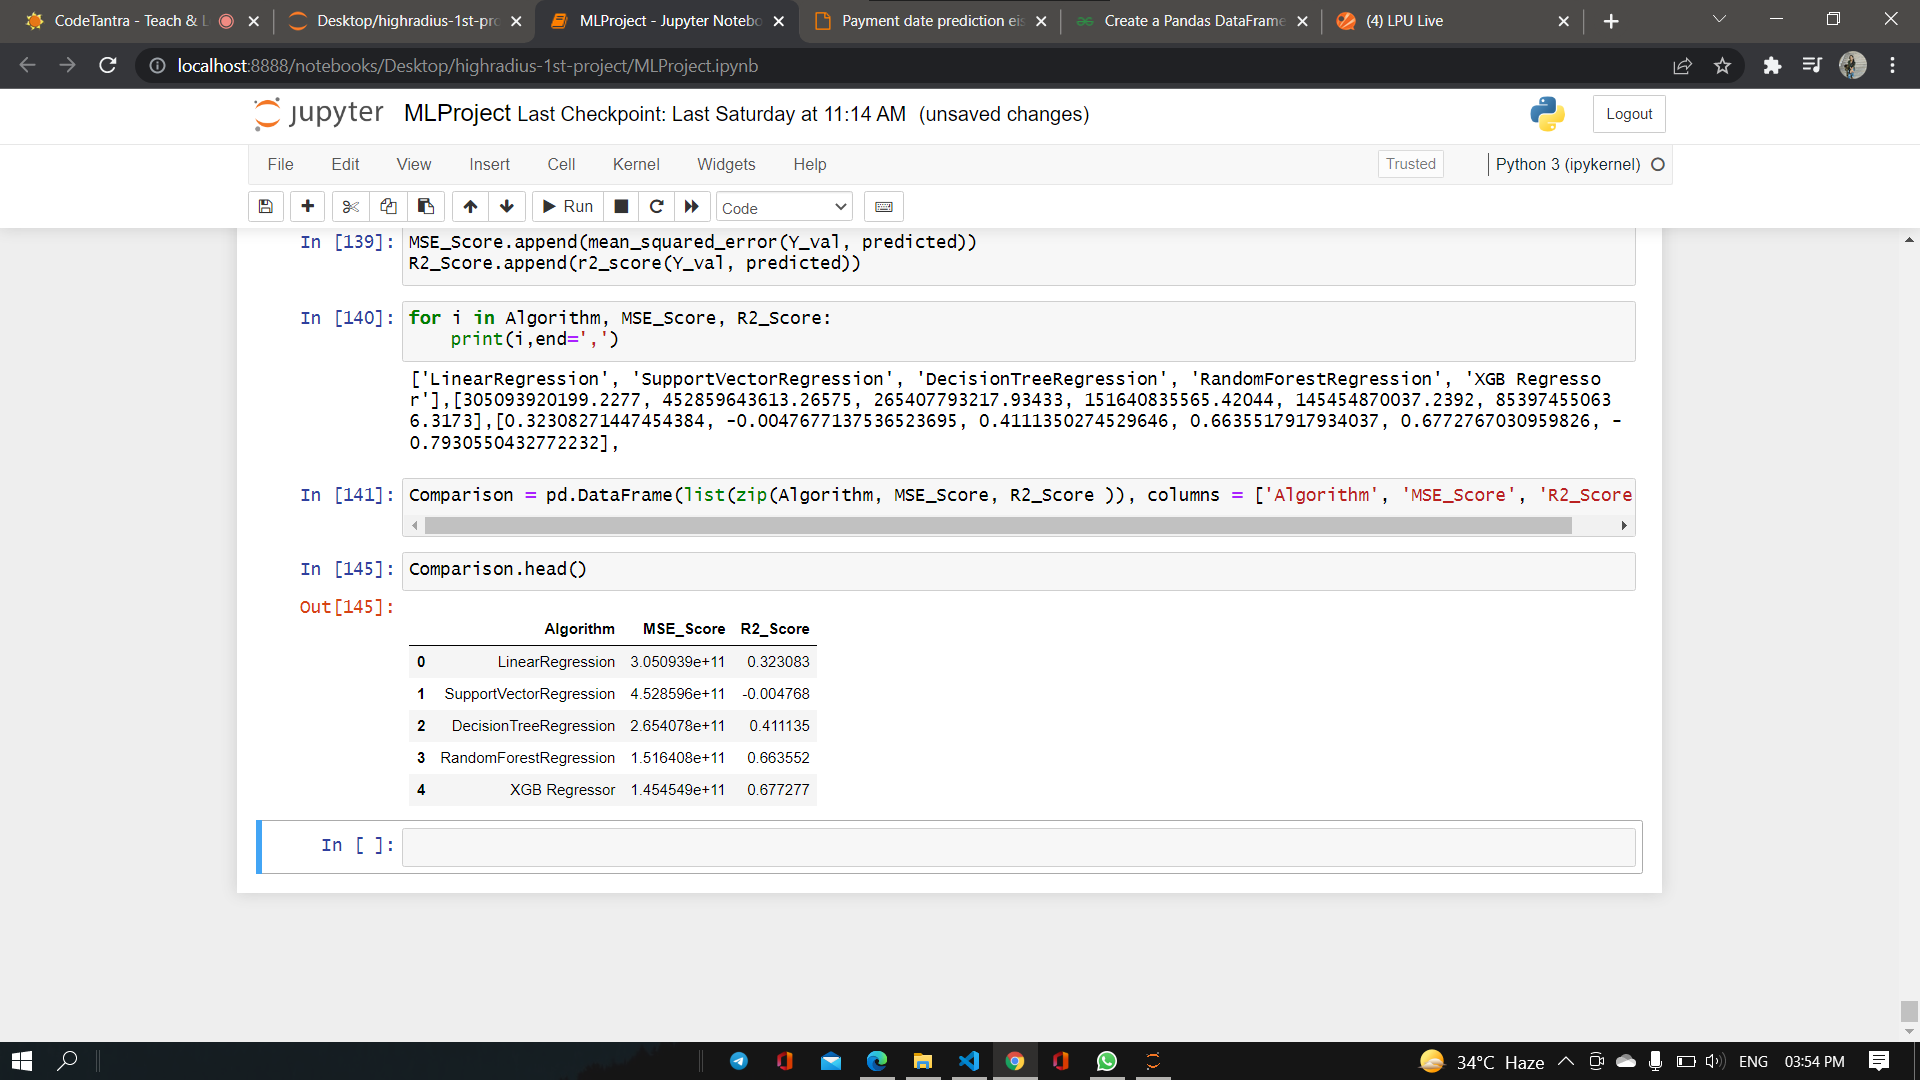 CodeTantra - Teach & L
Desktop/highradius-1st-pro
MLProject - Jupyter Notebo
Payment date prediction eis
Create a Pandas DataFrame
(4) LPU Live
localhost:8888/notebooks/Desktop/highradius-1st-project/MLProject.ipynb
jupyter MLProject Last Checkpoint: Last Saturday at 11:14 AM (unsaved changes) Logout
File Edit View Insert Cell Kernel Widgets Help Trusted Python 3 (ipykernel)
Run Code
In [139]: MSE_Score.append(mean_squared_error(Y_val, predicted))
R2_Score.append(r2_score(Y_val, predicted))
In [140]: for i in Algorithm, MSE_Score, R2_Score:
print(i,end=',')
['LinearRegression', 'SupportVectorRegression', 'DecisionTreeRegression', 'RandomForestRegression', 'XGB Regresso
r'],[305093920199.2277, 452859643613.26575, 265407793217.93433, 151640835565.42044, 145454870037.2392, 85397455063
6.3173],[0.32308271447454384, -0.0047677137536523695, 0.4111350274529646, 0.6635517917934037, 0.6772767030959826, -
0.7930550432772232],
In [141]: Comparison = pd.DataFrame(list(zip(Algorithm, MSE_Score, R2_Score )), columns = ['Algorithm', 'MSE_Score', 'R2_Score
In [145]: Comparison.head()
Out[145]:
Algorithm MSE_Score R2_Score
0 LinearRegression 3.050939e+11 0.323083
1 SupportVectorRegression 4.528596e+11 -0.004768
2 DecisionTreeRegression 2.654078e+11 0.411135
3 RandomForestRegression 1.516408e+11 0.663552
4 XGB Regressor 1.454549e+11 0.677277
In [ ]:
34°C Haze ENG 03:54 PM